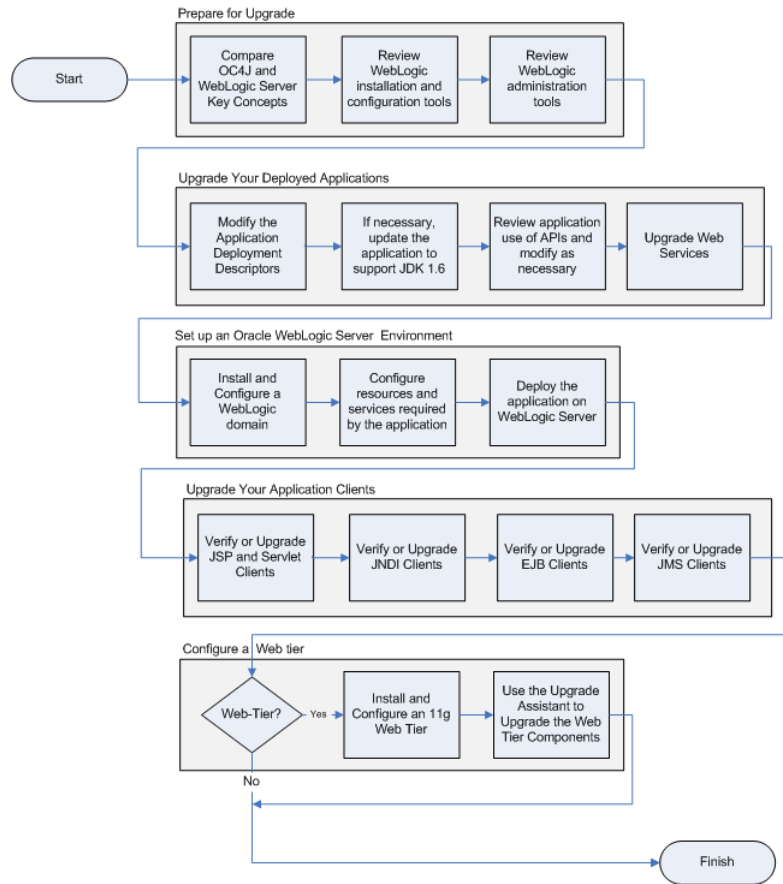 Prepare for Upgrade
Start
Compare
OC4J and
WebLogic Server
Key Concepts
Review
WebLogic
installation and
configuration tools
Review
WebLogic
administration
tools
Upgrade Your Deployed Applications
Modify the
Application
Deployment
Descriptors
If necessary,
update the
application to
support JDK 1.6
Review application
use of APIs and
modify as
necessary
Upgrade Web
Services
Set up an Oracle WebLogic Server Environment
Install and
Configure a
WebLogic
domain
Configure
resources and
services required
by the application
Deploy the
application on
WebLogic Server
Upgrade Your Application Clients
Verify or Upgrade
JSP and Servlet
Clients
Verify or Upgrade
JNDI Clients
Verify or Upgrade
EJB Clients
Verify or Upgrade
JMS Clients
Configure a Web tier
Web-Tier?
Yes
Install and
Configure an 11g
Web Tier
Use the Upgrade
Assistant to
Upgrade the Web
Tier Components
No
Finish